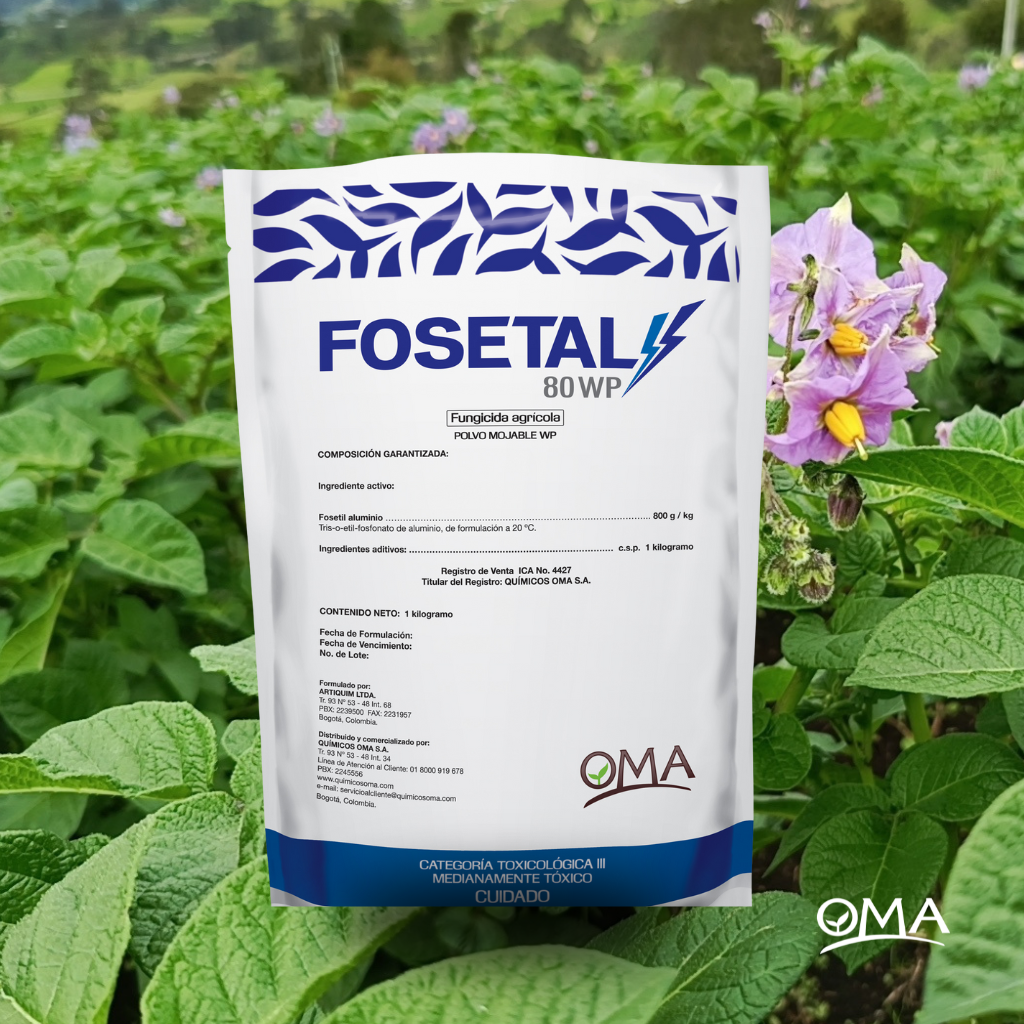 FOSETAL
80 WP
Fungicida agrícola
POLVO MOJABLE WP
COMPOSICIÓN GARANTIZADA:
Ingrediente activo:
Fosetil aluminio ........................................ 800 g / kg
Tris-o-etil-fosfonato de aluminio, de formulación a 20 ºC.
Ingredientes aditivos: ........................................ c.s.p. 1 kilogramo
Registro de Venta ICA No. 4427
Titular del Registro: QUÍMICOS OMA S.A.
CONTENIDO NETO: 1 kilogramo
Fecha de Formulación:
Fecha de Vencimiento:
No. de Lote:
Formulado por:
ARTIQUIM LTDA.
Tr. 93 Nº 53 - 48 Int. 68
PBX: 2239500 FAX: 2231957
Bogotá, Colombia.
Distribuido y comercializado por:
QUÍMICOS OMA S.A.
Tr. 93 Nº 53 - 48 Int. 34
Línea de Atención al Cliente: 01 8000 919 678
PBX: 2245556
www.quimicosoma.com
e-mail: servicioalcliente@quimicosoma.com
Bogotá, Colombia.
OMA
CATEGORÍA TOXICOLÓGICA III
MEDIANAMENTE TÓXICO
CUIDADO
OMA